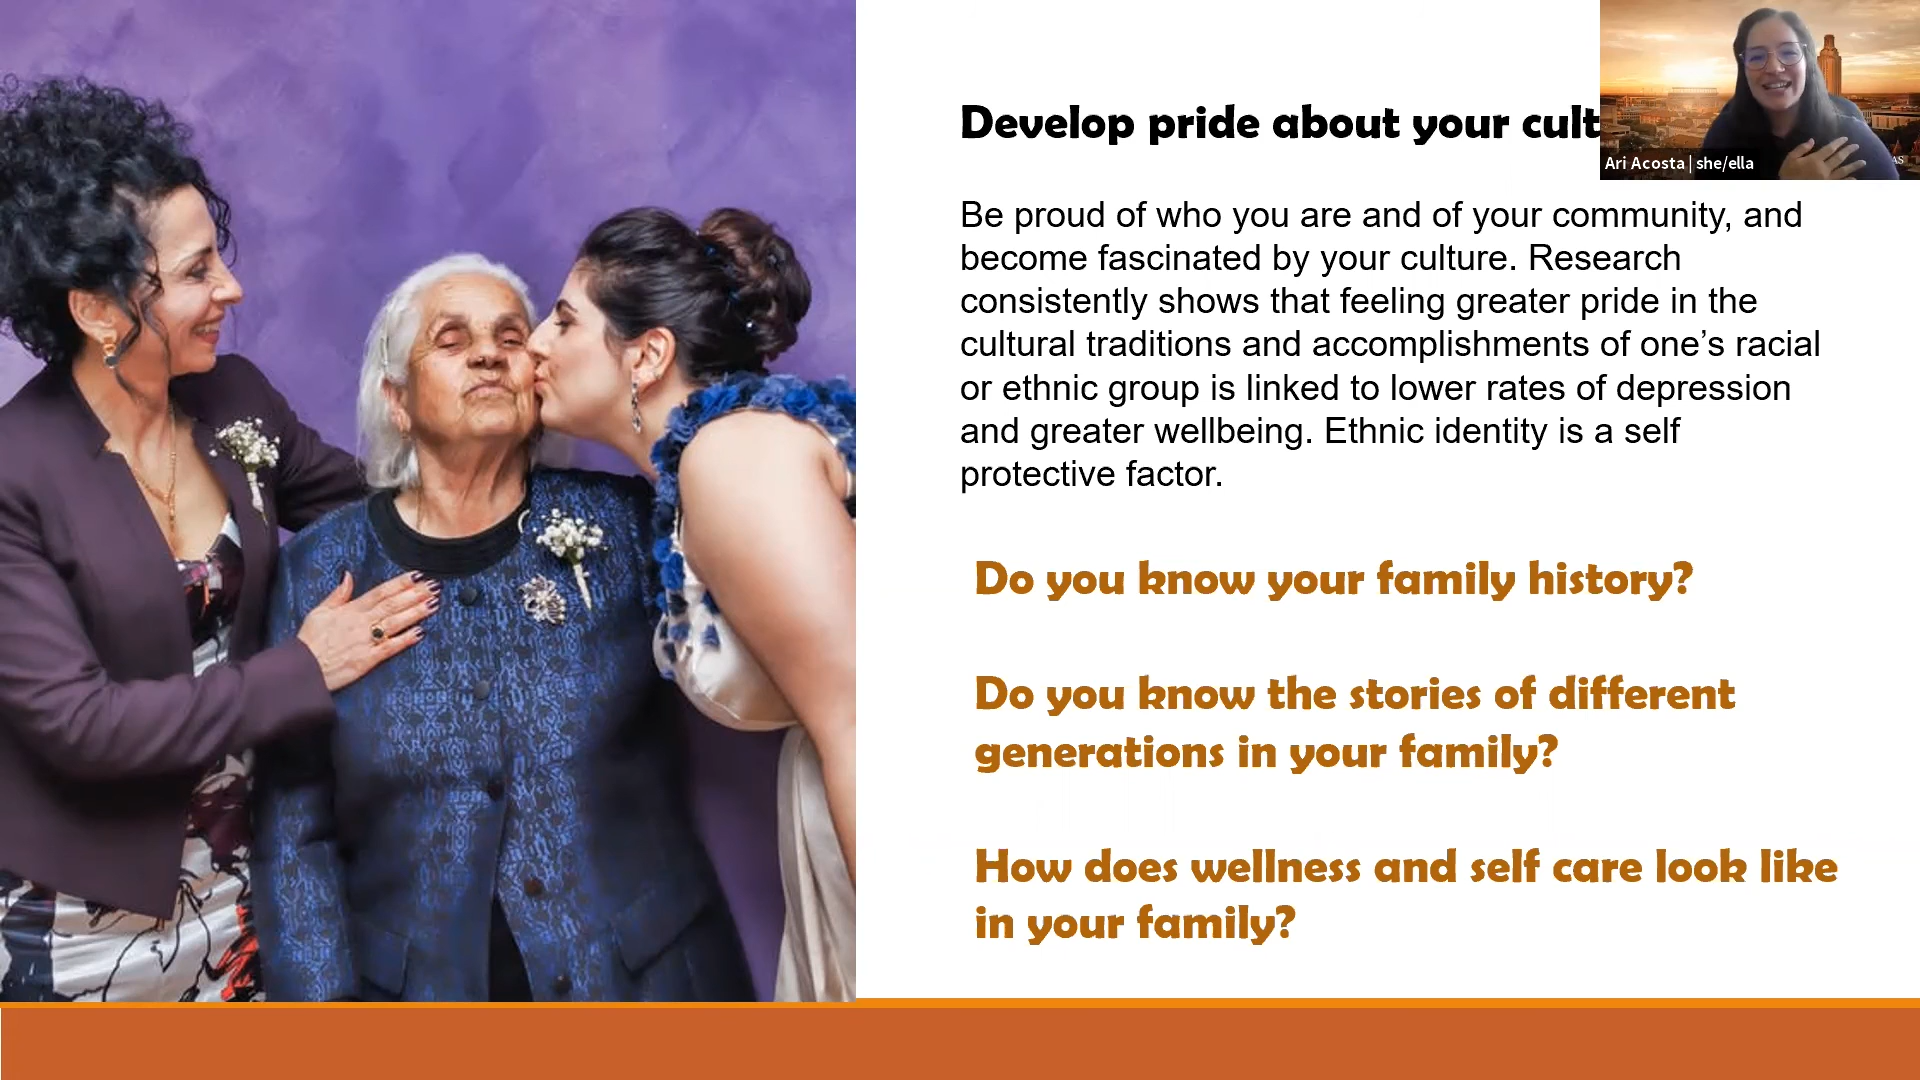 Develop pride about your cult
Ari Acosta | she/ella
AS
Be proud of who you are and of your community, and
become fascinated by your culture. Research
consistently shows that feeling greater pride in the
cultural traditions and accomplishments of one’s racial
or ethnic group is linked to lower rates of depression
and greater wellbeing. Ethnic identity is a self
protective factor.
Do you know your family history?
Do you know the stories of different
generations in your family?
How does wellness and self care look like
in your family?